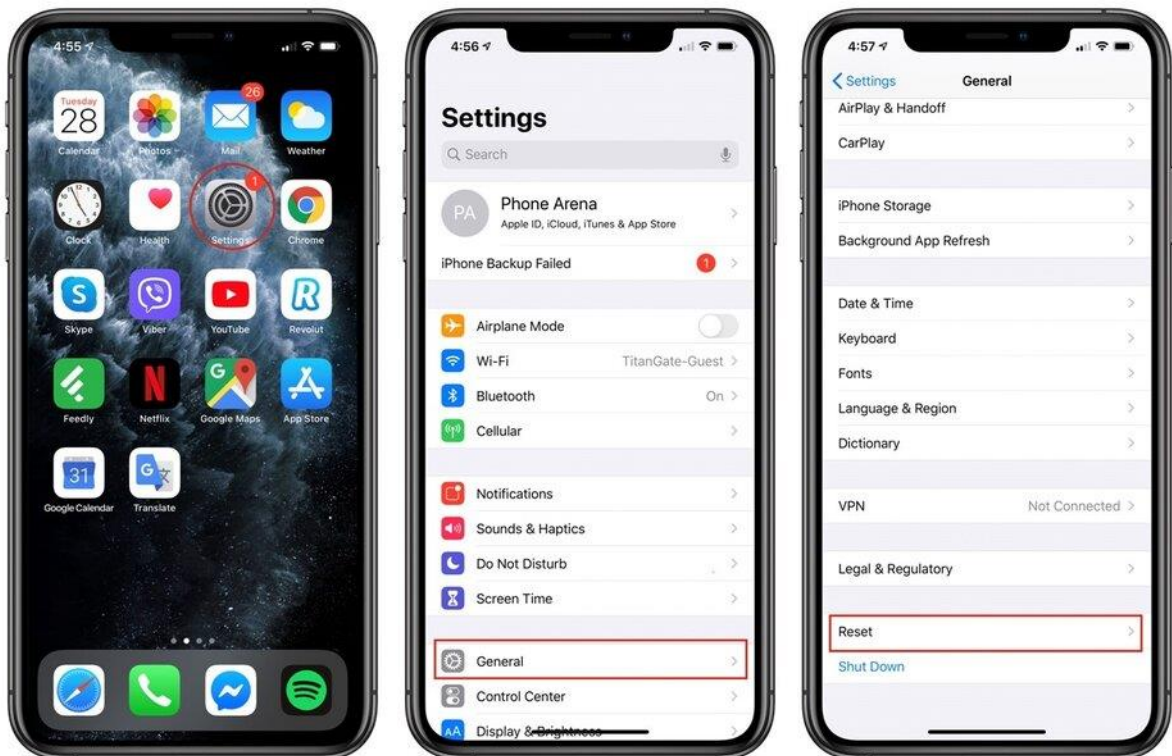 4:55
Tuesday
28
26
Calendar
Photos
Mail
Weather
1
Clock
Health
Settings
Chrome
S
R
Skype
Viber
YouTube
Revolut
N
G
Feedly
Netflix
Google Maps
App Store
31
G
Google Calendar
Translate
4:56
Settings
Search
PA
Phone Arena
Apple ID, iCloud, iTunes & App Store
iPhone Backup Failed
1
Airplane Mode
Wi-Fi
TitanGate-Guest
Bluetooth
On
Cellular
Notifications
Sounds & Haptics
Do Not Disturb
Screen Time
General
Control Center
AA
Display & Brightness
4:57
Settings
General
AirPlay & Handoff
CarPlay
iPhone Storage
Background App Refresh
Date & Time
Keyboard
Fonts
Language & Region
Dictionary
VPN
Not Connected
Legal & Regulatory
Reset
Shut Down